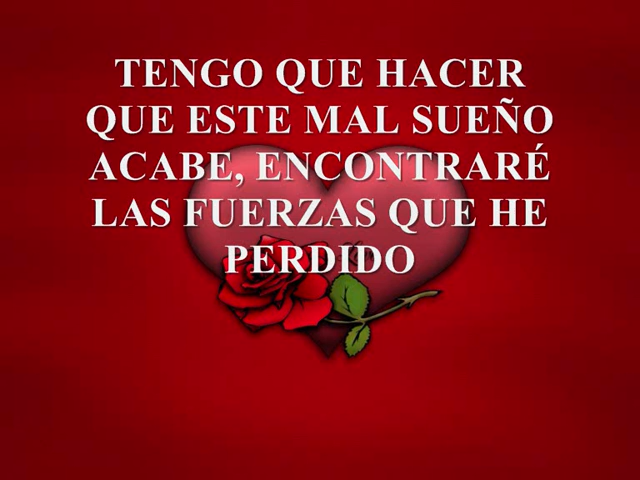 TENGO QUE HACER
QUE ESTE MAL SUEÑO
ACABE, ENCONTRARÉ
LAS FUERZAS QUE HE
PERDIDO